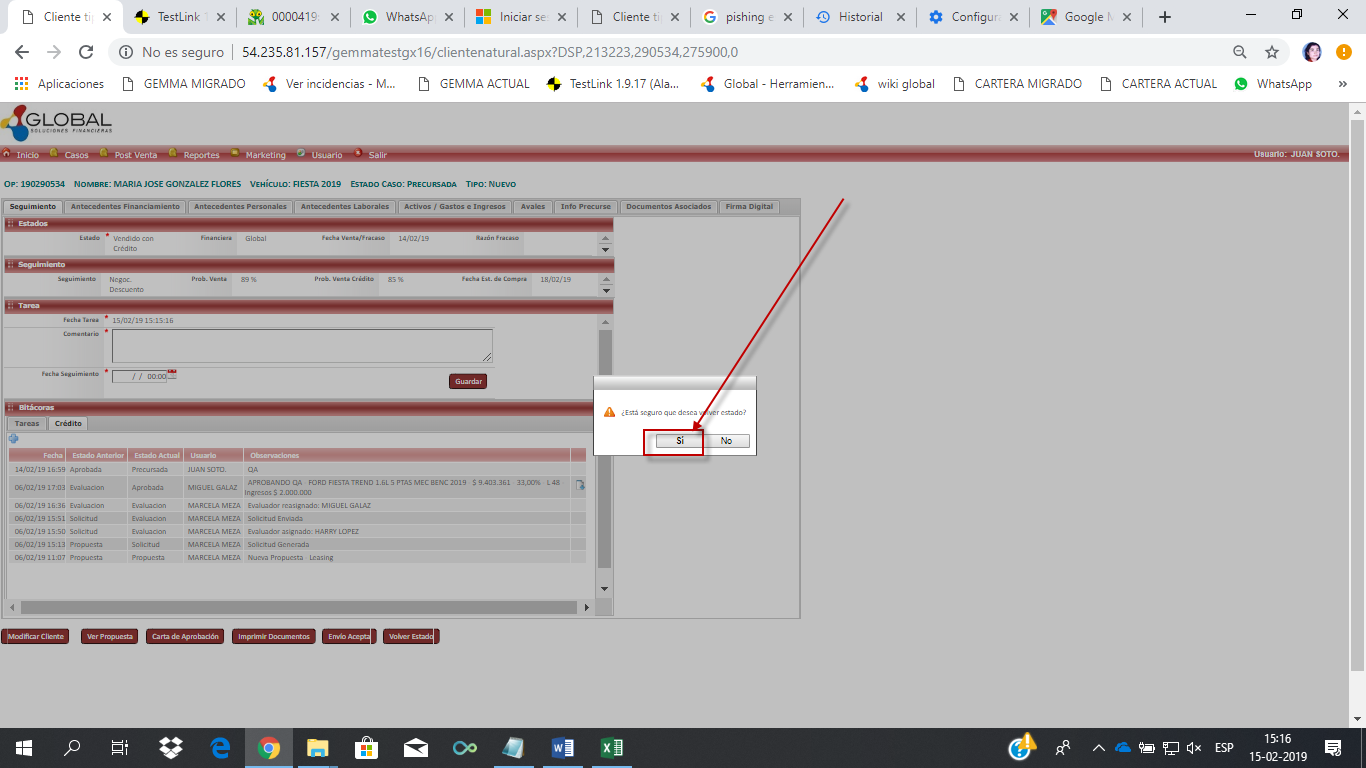 Cliente ti
TestLink 1
0000419
WhatsAp
Iniciar se
Cliente ti
pishing e
Historial
Configura
Google M
No es seguro | 54.235.81.157/gemmatestgx16/clientenatural.aspx?DSP,213223,290534,275900,0
Aplicaciones
GEMMA MIGRADO
Ver incidencias - M...
GEMMA ACTUAL
TestLink 1.9.17 (Ala...
Global - Herramien...
wiki global
CARTERA MIGRADO
CARTERA ACTUAL
WhatsApp
»
GLOBAL
SOLUCIONES FINANCIERAS
Inicio Casos Post Venta Reportes Marketing Usuario Salir Usuario: JUAN SOTO.
Op: 190290534 Nombre: MARIA JOSE GONZALEZ FLORES Vehículo: FIESTA 2019 Estado Caso: Precursada Tipo: Nuevo
Seguimiento Antecedentes Financiamiento Antecedentes Personales Antecedentes Laborales Activos / Gastos e Ingresos Avales Info Precurse Documentos Asociados Firma Digital
Estados
Estado * Vendido con Crédito Financiera Global Fecha Venta/Fracaso 14/02/19 Razón Fracaso
Seguimiento
Seguimiento Negoc. Descuento Prob. Venta 89 % Prob. Venta Crédito 85 % Fecha Est. de Compra 18/02/19
Tarea
Fecha Tarea * 15/02/19 15:15:16
Comentario *
Fecha Seguimiento * / / 00:00
Guardar
¿Está seguro que desea volver estado?
Sí No
Bitácoras
Tareas Crédito
Fecha Estado Anterior Estado Actual Usuario Observaciones
14/02/19 16:59 Aprobada Precursada JUAN SOTO. QA
06/02/19 17:03 Evaluacion Aprobada MIGUEL GALAZ APROBANDO QA FORD FIESTA TREND 1.6L 5 PTAS MEC BENC 2019 $ 9.403.361 33,00% L 48
Ingresos $ 2.000.000
06/02/19 16:36 Evaluacion Evaluacion MARCELA MEZA Evaluador reasignado: MIGUEL GALAZ
06/02/19 15:51 Solicitud Evaluacion MARCELA MEZA Solicitud Enviada
06/02/19 15:50 Solicitud Evaluacion MARCELA MEZA Evaluador asignado: HARRY LOPEZ
06/02/19 15:13 Propuesta Solicitud MARCELA MEZA Solicitud Generada
06/02/19 11:07 Propuesta Propuesta MARCELA MEZA Nueva Propuesta - Leasing
Modificar Cliente Ver Propuesta Carta de Aprobación Imprimir Documentos Envio Acepta Volver Estado
ESP
15:16
15-02-2019